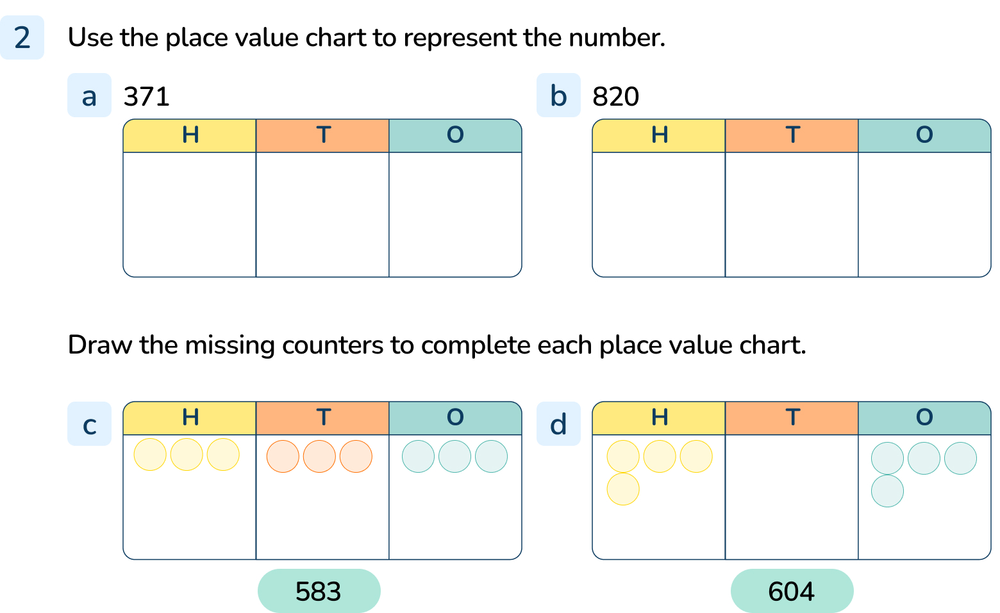 2 Use the place value chart to represent the number.
a 371
b 820
H T O
H T O
Draw the missing counters to complete each place value chart.
c
H T O
d
H T O
583
604